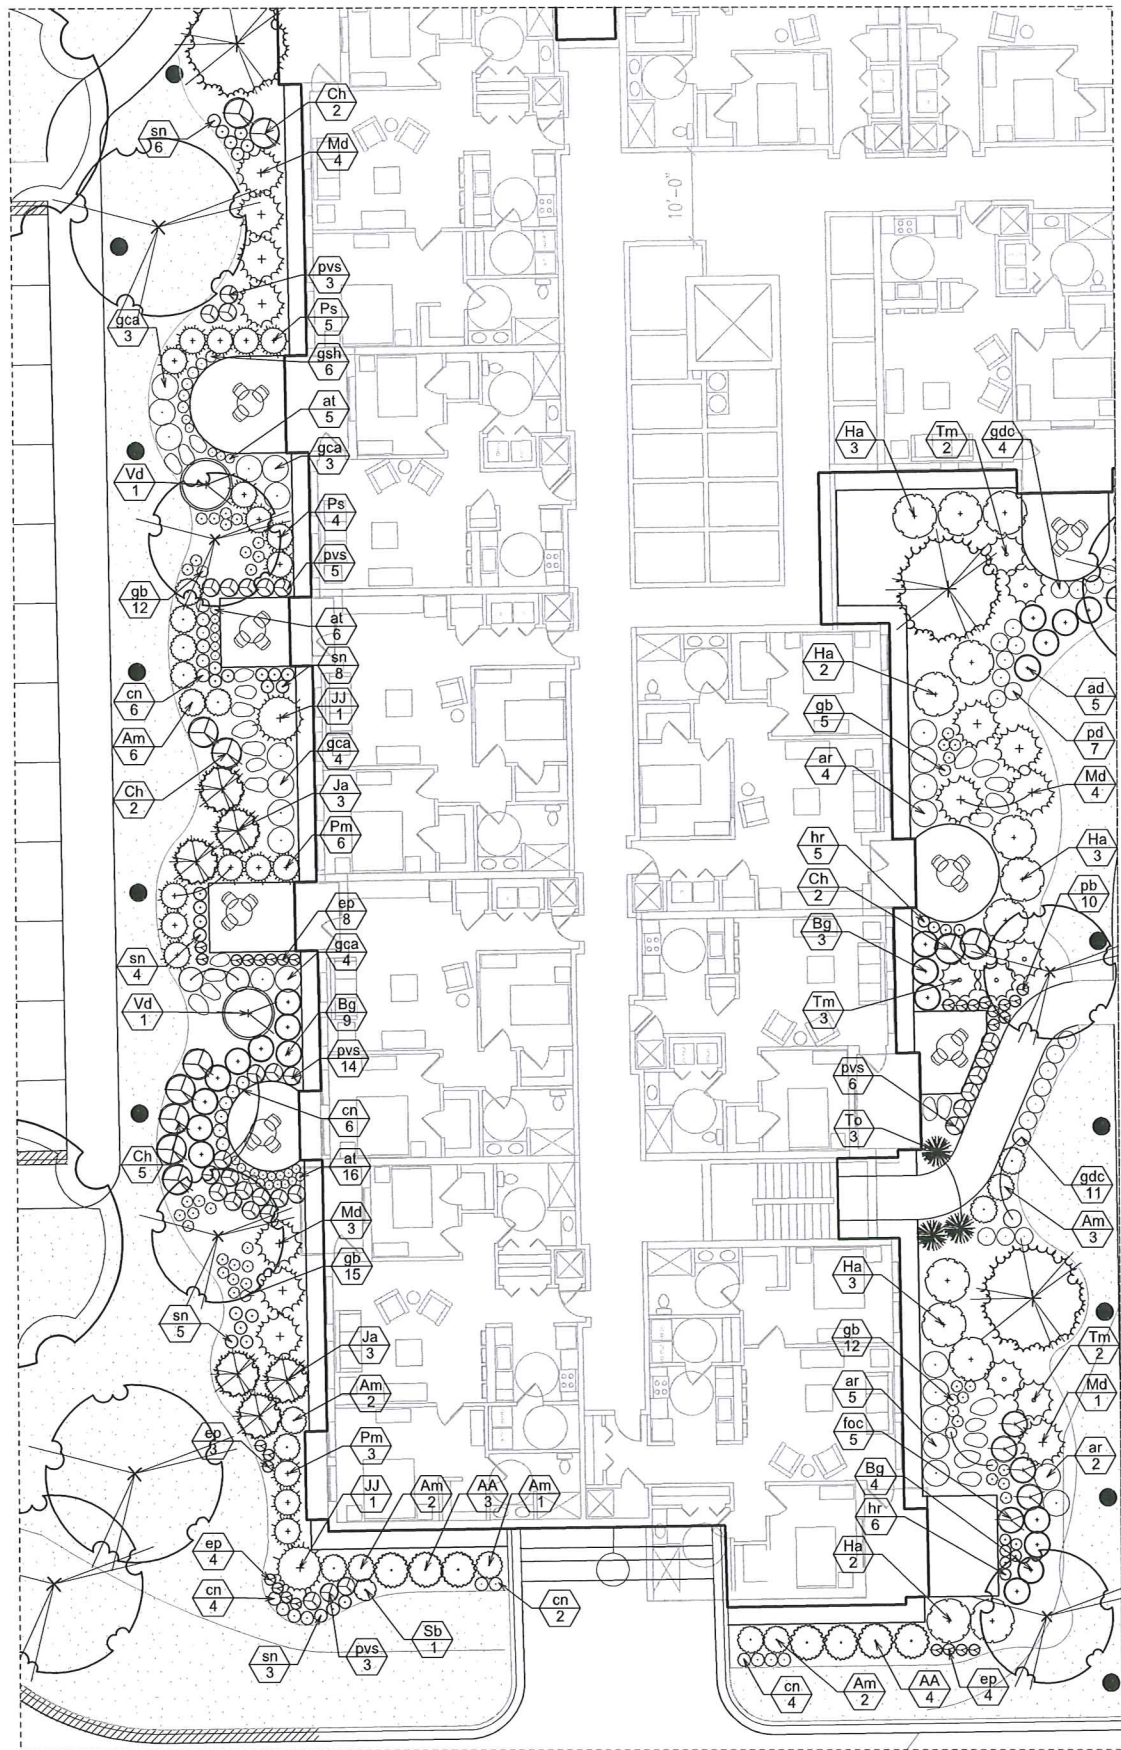 Ch
2
sn
6
Md
4
10'-0"
pvs
3
gca
3
Ps
5
gsh
6
at
5
gca
3
Vd
1
Ps
4
pvs
5
gb
12
at
6
sn
8
cn
6
JJ
1
Am
6
gca
4
Ch
2
Ja
3
Pm
6
ep
8
gca
4
sn
4
Vd
1
Bg
9
pvs
14
cn
6
Ch
5
at
16
Md
3
gb
15
sn
5
Ja
3
Am
2
ep
3
Pm
3
JJ
1
Am
2
AA
3
Am
1
ep
4
cn
4
sn
3
pvs
3
Sb
1
cn
2
Ha
3
Tm
2
gdc
4
Ha
2
ad
5
gb
5
pd
7
ar
4
Md
4
hr
5
Ha
3
Ch
2
pb
10
Bg
3
Tm
3
pvs
6
To
3
gdc
11
Am
3
Ha
3
gb
12
Tm
2
ar
5
Md
1
foc
5
ar
2
Bg
4
hr
6
Ha
2
cn
4
Am
2
AA
4
ep
4